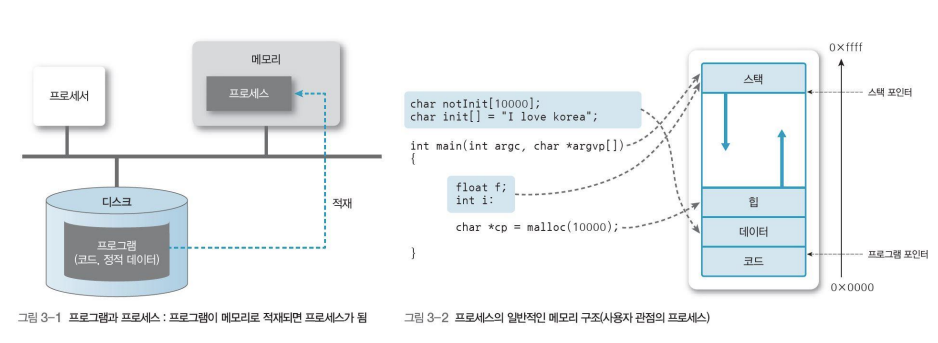 메모리
프로세서
프로세스
디스크
프로그램
(코드, 정적 데이터)
적재
그림 3-1 프로그램과 프로세스 : 프로그램이 메모리로 적재되면 프로세스가 됨
char notInit[10000];
char init[] = "I love korea";
int main(int argc, char *argvp[])
{
float f;
int i:
char *cp = malloc(10000);
}
0×ffff
스택
스택 포인터
힙
데이터
코드
프로그램 포인터
0×0000
그림 3-2 프로세스의 일반적인 메모리 구조(사용자 관점의 프로세스)